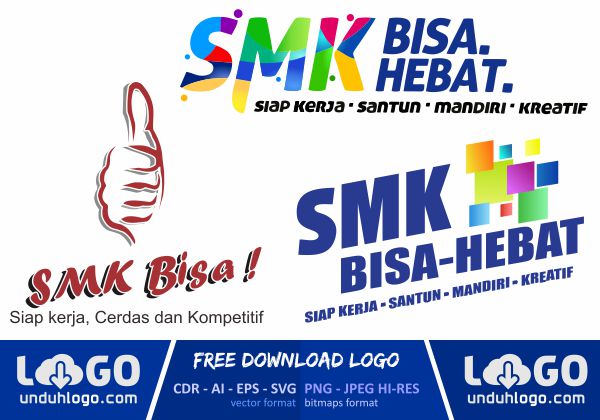 SMK BISA.
HEBAT.
SIAP KERJA · SANTUN · MANDIRI · KREATIF
SMK Bisa !
Siap kerja, Cerdas dan Kompetitif
SMK
BISA-HEBAT
SIAP KERJA - SANTUN - MANDIRI - KREATIF
LOGO
unduhlogo.com
FREE DOWNLOAD LOGO
CDR - AI - EPS - SVG
vector format
PNG - JPEG HI-RES
bitmaps format
LOGO
unduhlogo.com